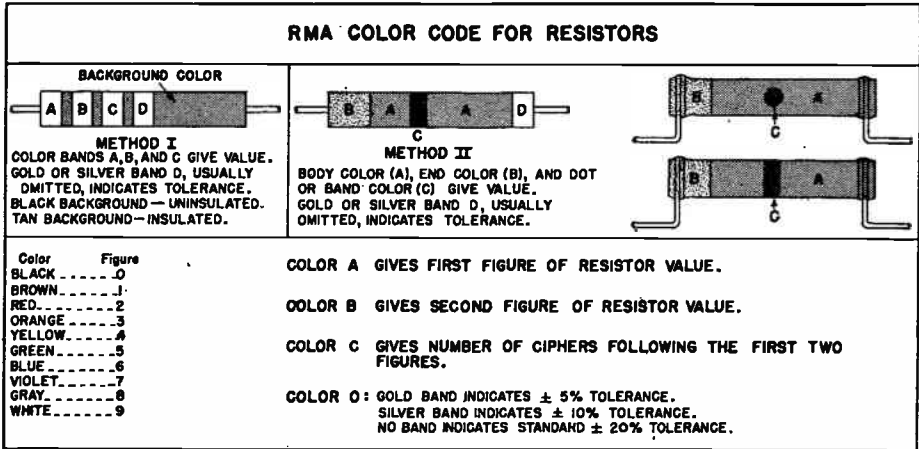 RMA COLOR CODE FOR RESISTORS
BACKGROUND COLOR
A B C D
METHOD I
COLOR BANDS A, B, AND C GIVE VALUE.
GOLD OR SILVER BAND D, USUALLY
OMITTED, INDICATES TOLERANCE.
BLACK BACKGROUND — UNINSULATED.
TAN BACKGROUND — INSULATED.
B A A D
C
METHOD II
BODY COLOR (A), END COLOR (B), AND DOT
OR BAND COLOR (C) GIVE VALUE.
GOLD OR SILVER BAND D, USUALLY
OMITTED, INDICATES TOLERANCE.
B A
C
B A
C
Color Figure
BLACK ------0
BROWN ------1
RED --------2
ORANGE -----3
YELLOW -----4
GREEN ------5
BLUE -------6
VIOLET -----7
GRAY -------8
WHITE ------9
COLOR A GIVES FIRST FIGURE OF RESISTOR VALUE.
COLOR B GIVES SECOND FIGURE OF RESISTOR VALUE.
COLOR C GIVES NUMBER OF CIPHERS FOLLOWING THE FIRST TWO
FIGURES.
COLOR O: GOLD BAND INDICATES ± 5% TOLERANCE.
SILVER BAND INDICATES ± 10% TOLERANCE.
NO BAND INDICATES STANDARD ± 20% TOLERANCE.